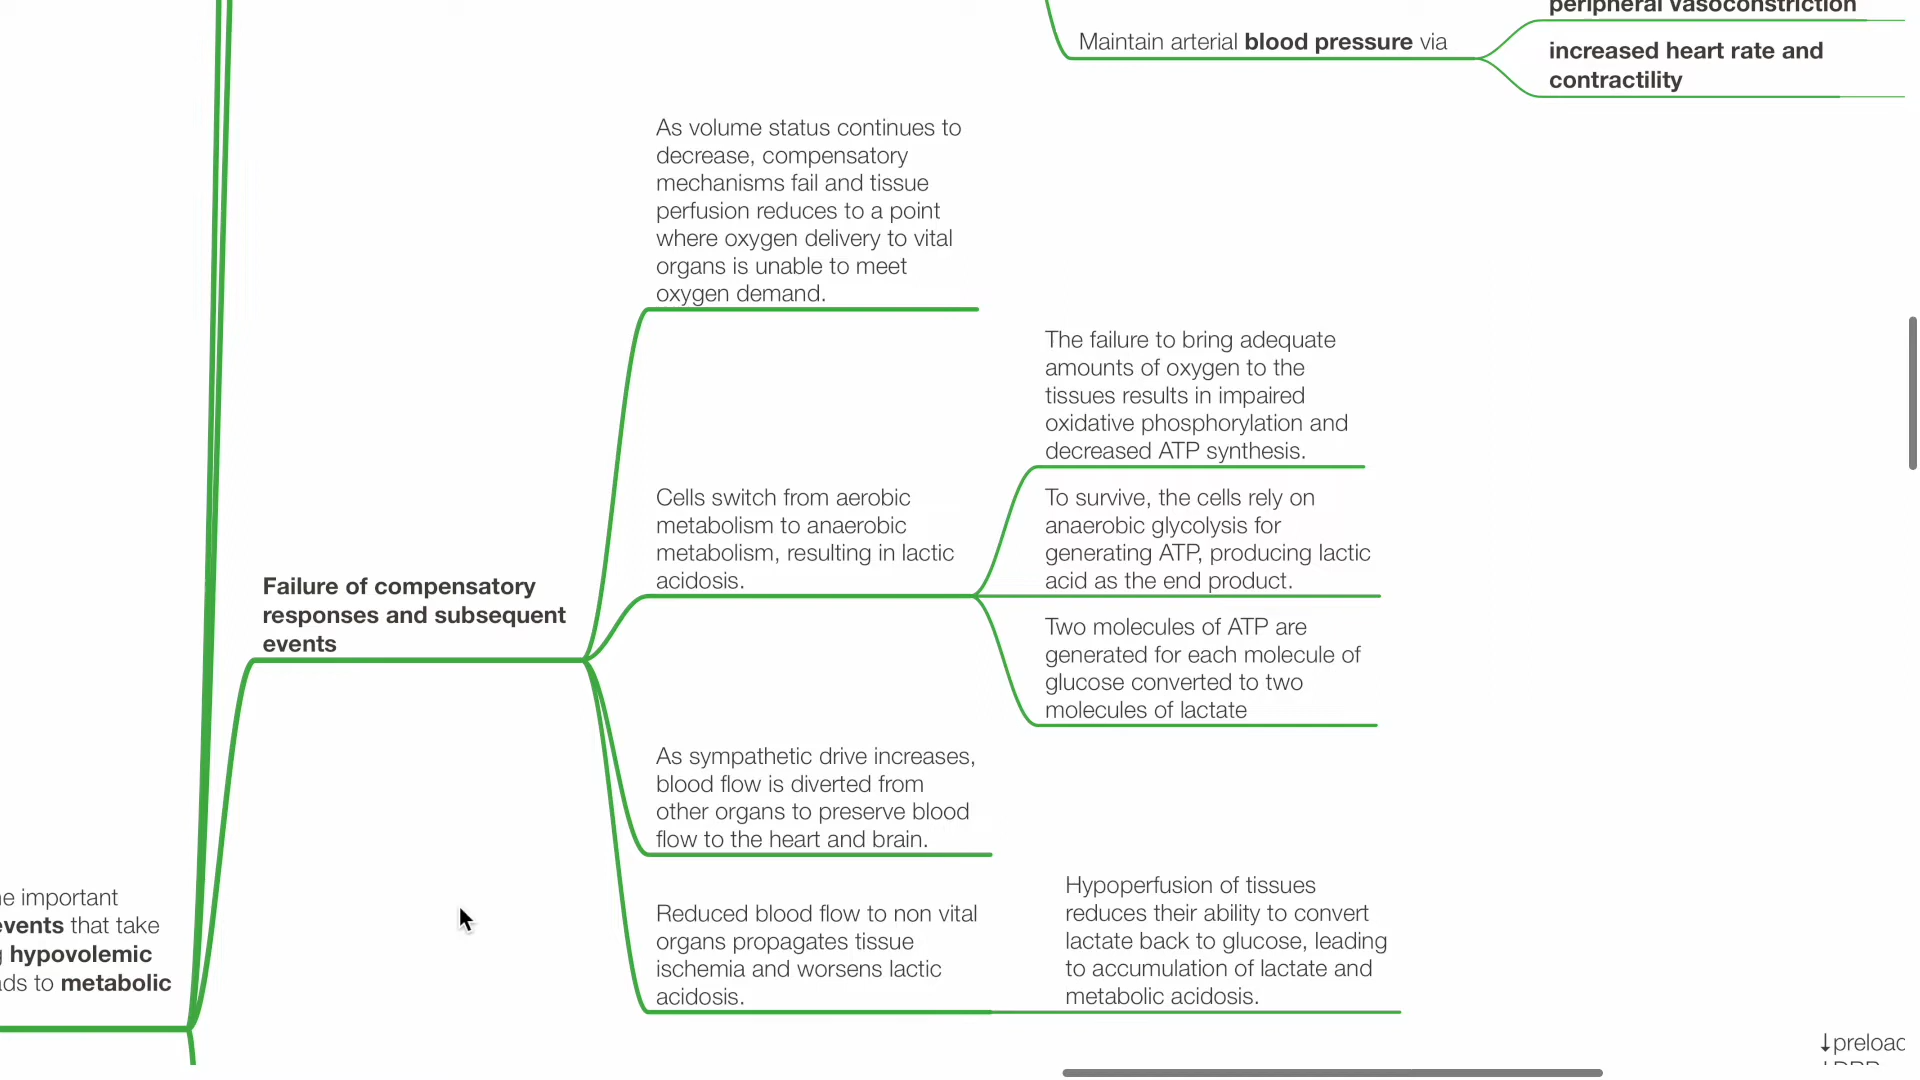 peripheral vasoconstriction
Maintain arterial blood pressure via
increased heart rate and
contractility
As volume status continues to
decrease, compensatory
mechanisms fail and tissue
perfusion reduces to a point
where oxygen delivery to vital
organs is unable to meet
oxygen demand.
The failure to bring adequate
amounts of oxygen to the
tissues results in impaired
oxidative phosphorylation and
decreased ATP synthesis.
Cells switch from aerobic
metabolism to anaerobic
metabolism, resulting in lactic
acidosis.
To survive, the cells rely on
anaerobic glycolysis for
generating ATP, producing lactic
acid as the end product.
Two molecules of ATP are
generated for each molecule of
glucose converted to two
molecules of lactate
Failure of compensatory
responses and subsequent
events
As sympathetic drive increases,
blood flow is diverted from
other organs to preserve blood
flow to the heart and brain.
Reduced blood flow to non vital
organs propagates tissue
ischemia and worsens lactic
acidosis.
Hypoperfusion of tissues
reduces their ability to convert
lactate back to glucose, leading
to accumulation of lactate and
metabolic acidosis.
important
events that take
hypovolemic
to metabolic
↓preload